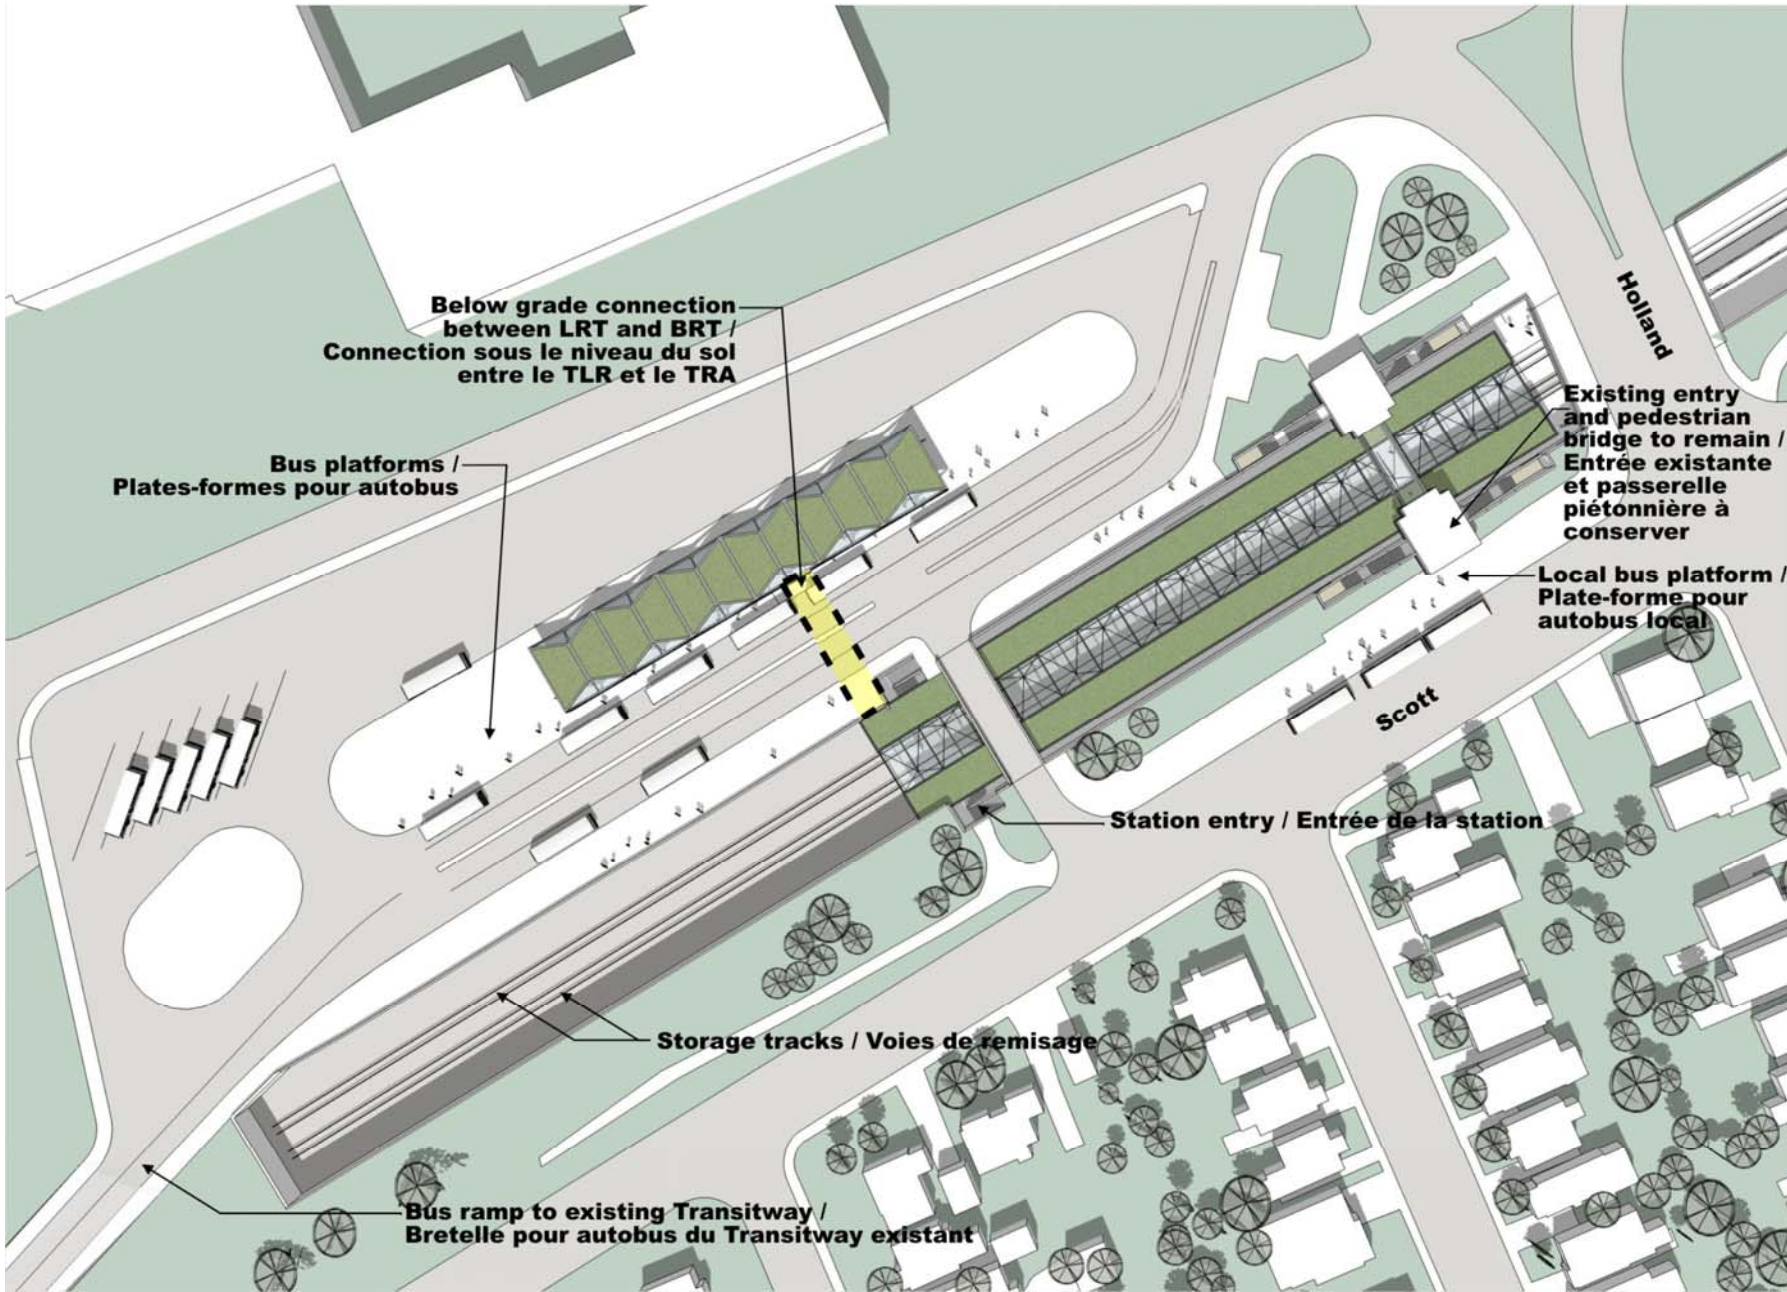 Below grade connection
between LRT and BRT /
Connection sous le niveau du sol
entre le TLR et le TRA
Holland
Existing entry
and pedestrian
bridge to remain /
Entrée existante
et passerelle
piétonnière à
conserver
Bus platforms /
Plates-formes pour autobus
Local bus platform /
Plate-forme pour
autobus local
Scott
Station entry / Entrée de la station
Storage tracks / Voies de remisage
Bus ramp to existing Transitway /
Bretelle pour autobus du Transitway existant